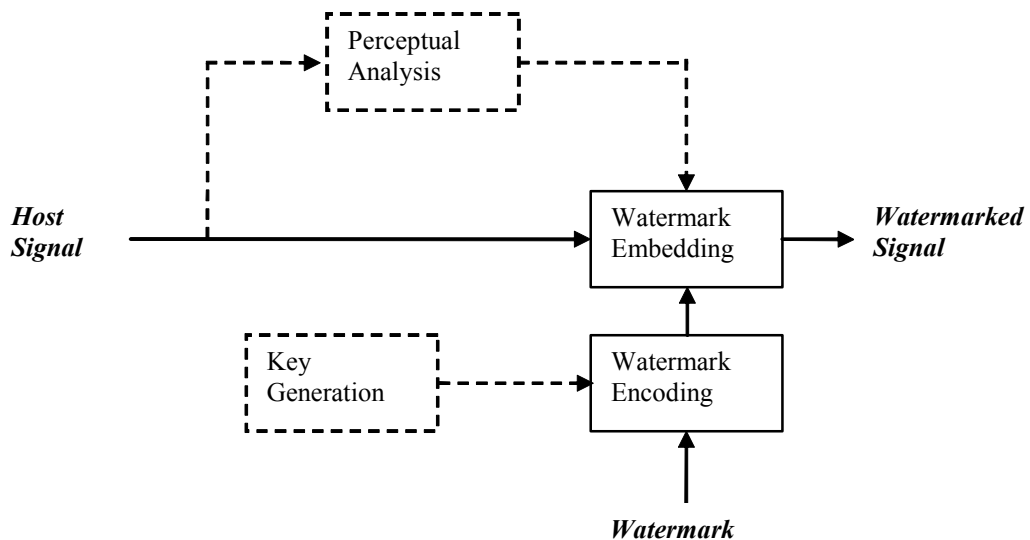 Perceptual
Analysis
Host
Signal
Watermark
Embedding
Watermarked
Signal
Key
Generation
Watermark
Encoding
Watermark